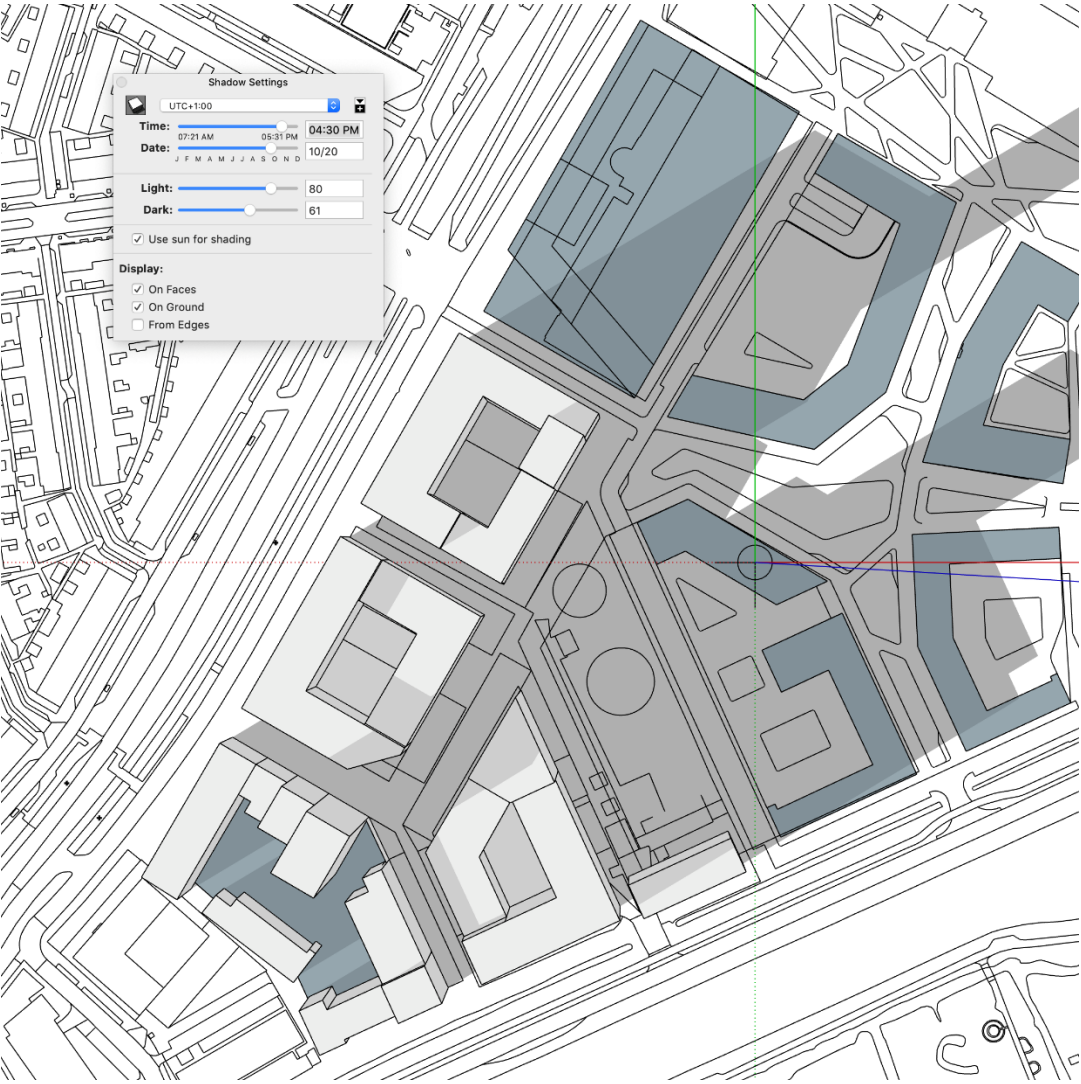 Shadow Settings
UTC+1:00
Time: 04:30 PM
07:21 AM 05:31 PM
Date: 10/20
J F M A M J J A S O N D
Light: 80
Dark: 61
Use sun for shading
Display:
On Faces
On Ground
From Edges